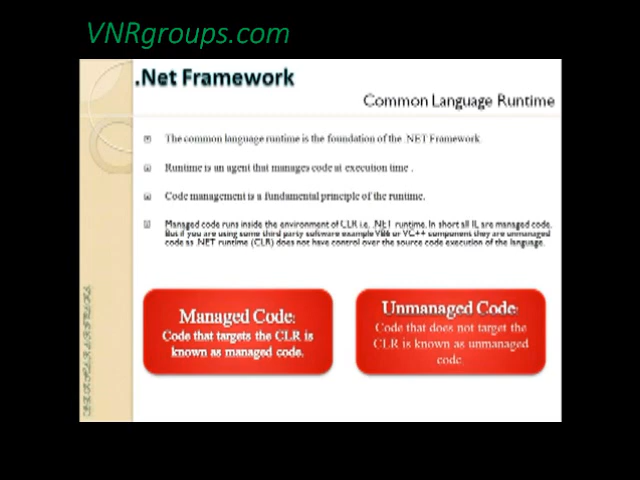 VNRgroups.com
.Net Framework
Common Language Runtime
The common language runtime is the foundation of the .NET Framework.
Runtime is an agent that manages code at execution time .
Code management is a fundamental principle of the runtime.
Managed code runs inside the environment of CLR i.e. .NET runtime. In short all IL are managed code.
But if you are using some third party software example VB6 or VC++ component they are unmanaged
code as .NET runtime (CLR) does not have control over the source code execution of the language.
Managed Code:
Code that targets the CLR is
known as managed code.
Unmanaged Code:
Code that does not target the
CLR is known as unmanaged
code.